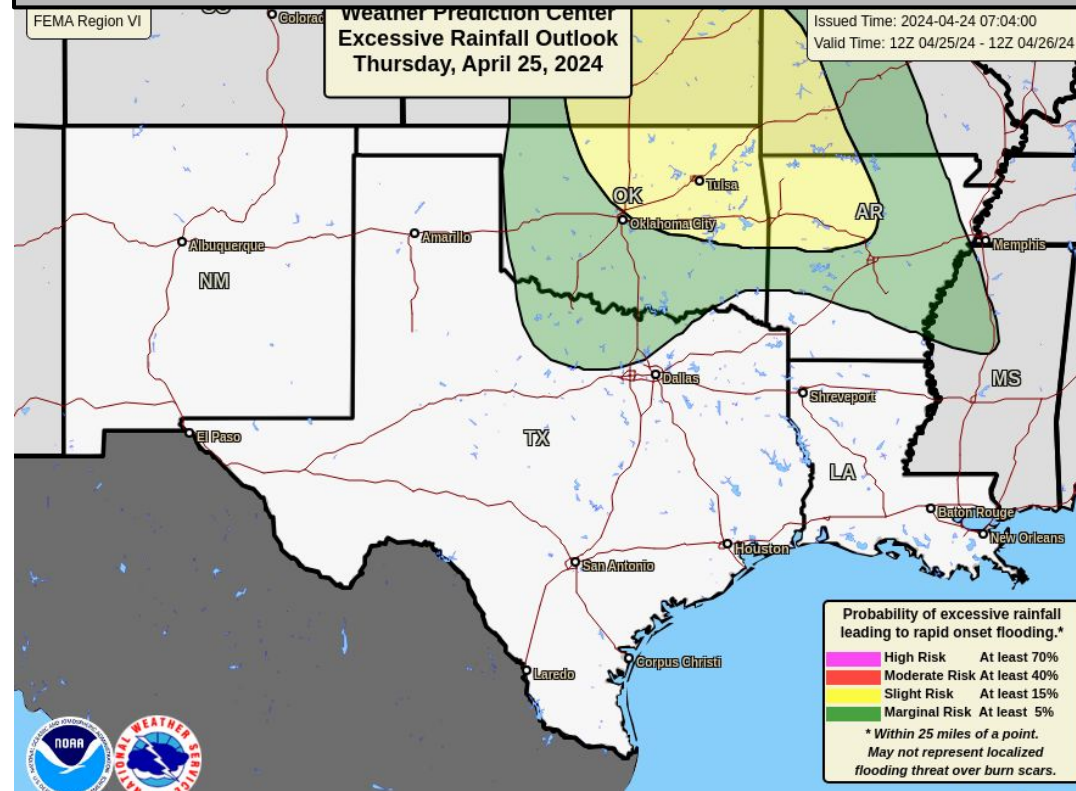 FEMA Region VI
Weather Prediction Center
Excessive Rainfall Outlook
Thursday, April 25, 2024
Issued Time: 2024-04-24 07:04:00
Valid Time: 12Z 04/25/24 - 12Z 04/26/24
Tulsa
OK
Oklahoma City
AR
Albuquerque
Amarillo
Memphis
NM
Dallas
MS
Shreveport
El Paso
TX
LA
Baton Rouge
New Orleans
Houston
San Antonio
Corpus Christi
Laredo
Probability of excessive rainfall
leading to rapid onset flooding.*
High Risk At least 70%
Moderate Risk At least 40%
Slight Risk At least 15%
Marginal Risk At least 5%
* Within 25 miles of a point.
May not represent localized
flooding threat over burn scars.
NOAA
NATIONAL WEATHER SERVICE